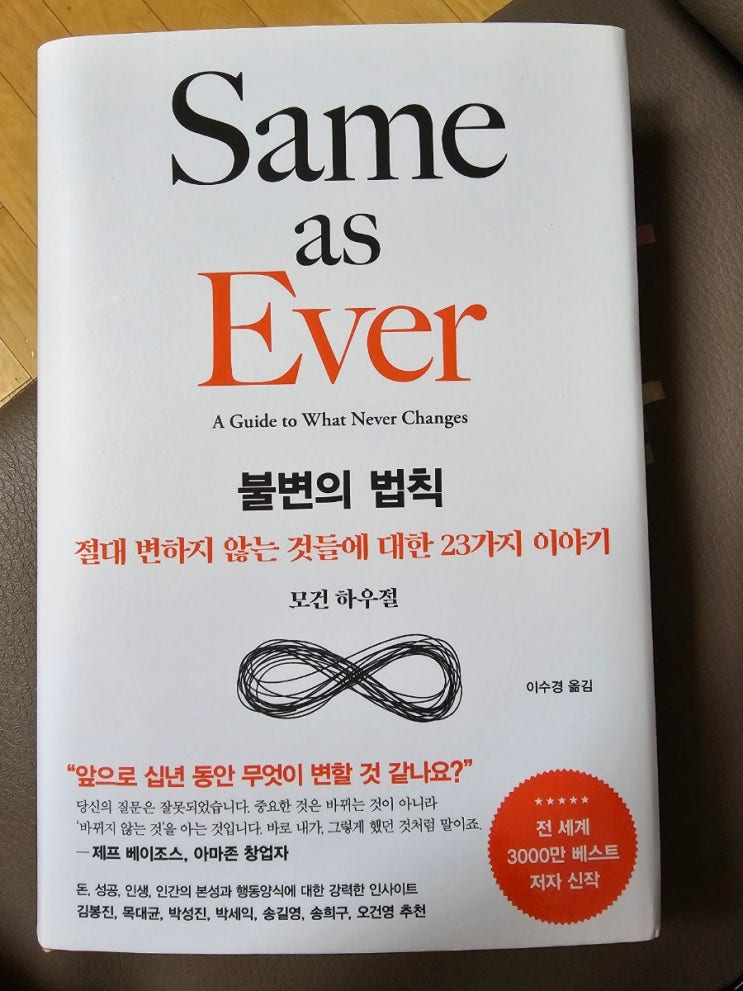 Same
as
Ever
A Guide to What Never Changes
불변의 법칙
절대 변하지 않는 것들에 대한 23가지 이야기
모건 하우절
이수경 옮김
“앞으로 십년 동안 무엇이 변할 것 같나요?”
당신의 질문은 잘못되었습니다. 중요한 것은 바뀌는 것이 아니라
‘바뀌지 않는 것’을 아는 것입니다. 바로 내가, 그렇게 했던 것처럼 말이죠.
— 제프 베이조스, 아마존 창업자
돈, 성공, 인생, 인간의 본성과 행동양식에 대한 강력한 인사이트
김봉진, 목대균, 박성진, 박세익, 송길영, 송희구, 오건영 추천
★★★★★
전 세계
3000만 베스트
저자 신작